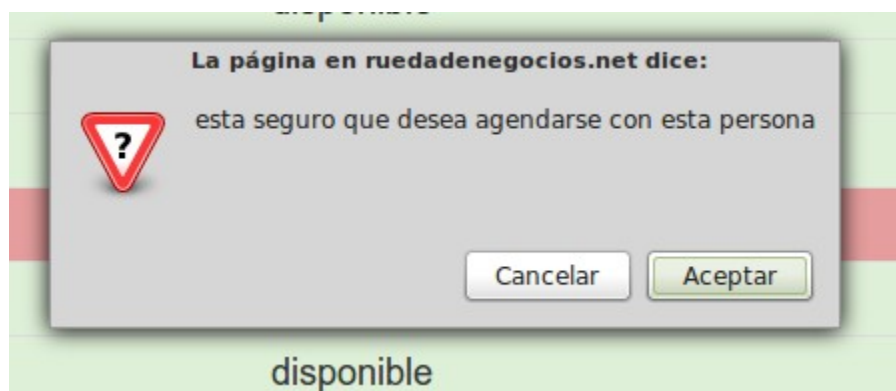 La página en ruedadenegocios.net dice:
esta seguro que desea agendarse con esta persona
?
Cancelar
Aceptar
disponible